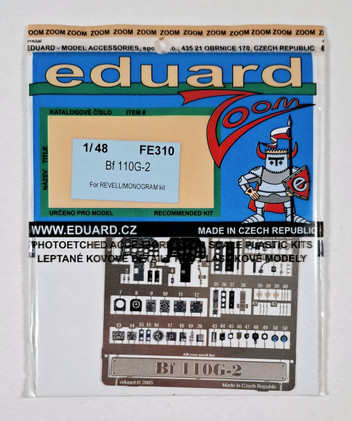 ZOOM ZOOM ZOOM ZOOM ZOOM ZOOM ZOOM ZOOM ZOOM ZOOM ZOOM
EDUARD - MODEL ACCESSORIES, spol. 435 21 OBRNICE 170, CZECH REPUBLIC
eduard
Zoom
KATALOGOVÉ ČÍSLO ITEM #
NÁZEV TITLE
1/48 FE310
Bf 110G-2
For REVELL/MONOGRAM kit
URČENO PRO MODEL RECOMMENDED KIT
e
WWW.EDUARD.CZ MADE IN CZECH REPUBLIC
PHOTOETCHED SCALE PLASTIC KITS
LEPTANÉ KOVOVÉ PLASTIKOVÉ MODELY
Bf 110G-2
eduard © 2005 Made in Czech Republic